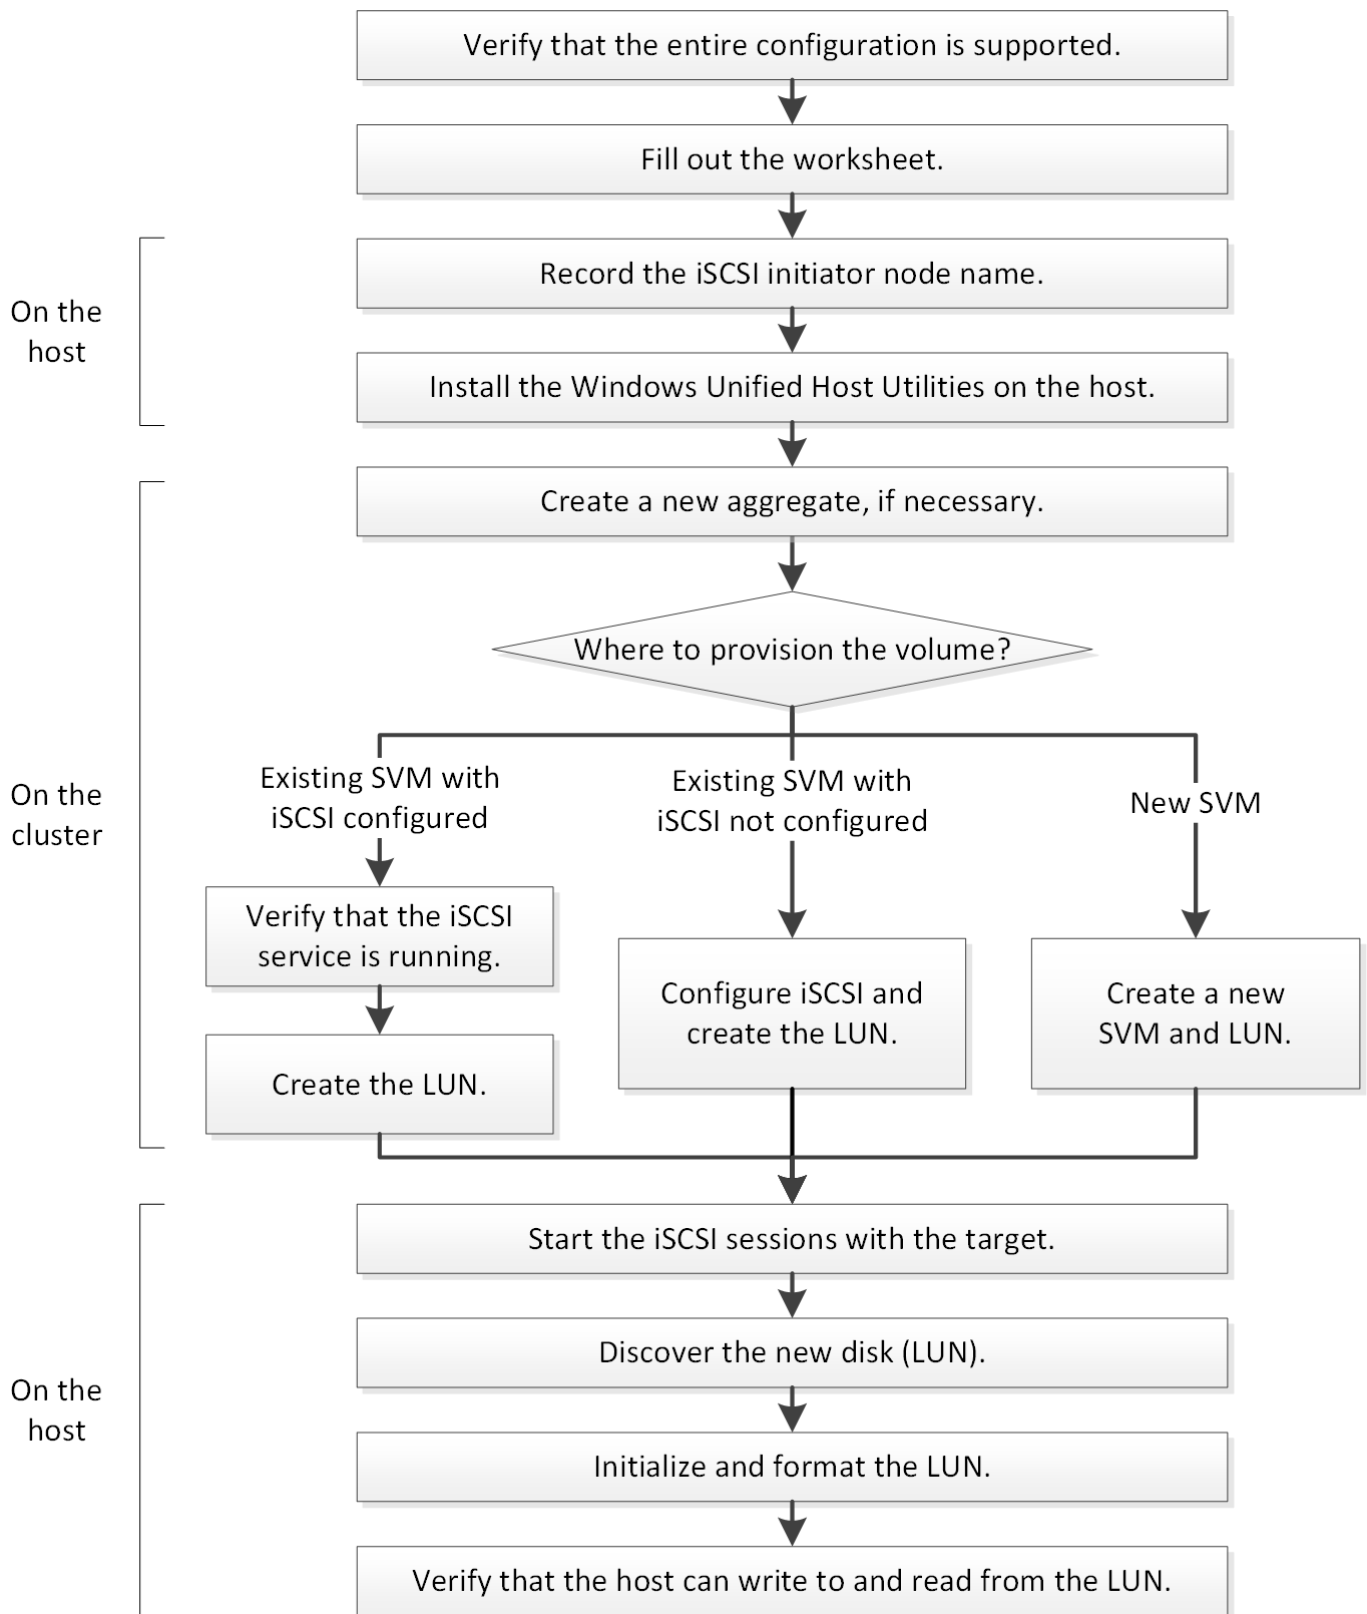 Verify that the entire configuration is supported.
Fill out the worksheet.
On the
host
Record the iSCSI initiator node name.
Install the Windows Unified Host Utilities on the host.
On the
cluster
Create a new aggregate, if necessary.
Where to provision the volume?
Existing SVM with
iSCSI configured
Existing SVM with
iSCSI not configured
New SVM
Verify that the iSCSI
service is running.
Create the LUN.
Configure iSCSI and
create the LUN.
Create a new
SVM and LUN.
On the
host
Start the iSCSI sessions with the target.
Discover the new disk (LUN).
Initialize and format the LUN.
Verify that the host can write to and read from the LUN.